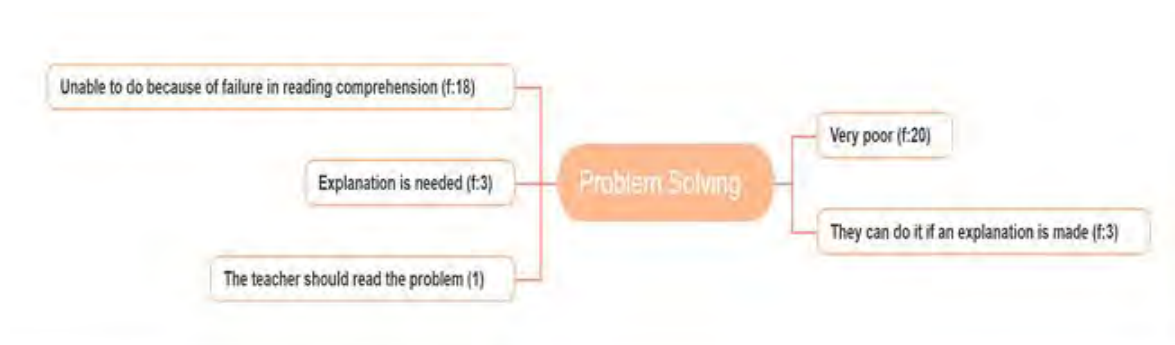 Unable to do because of failure in reading comprehension (f:18)
Explanation is needed (f:3)
The teacher should read the problem (1)
Problem Solving
Very poor (f:20)
They can do it if an explanation is made (f:3)